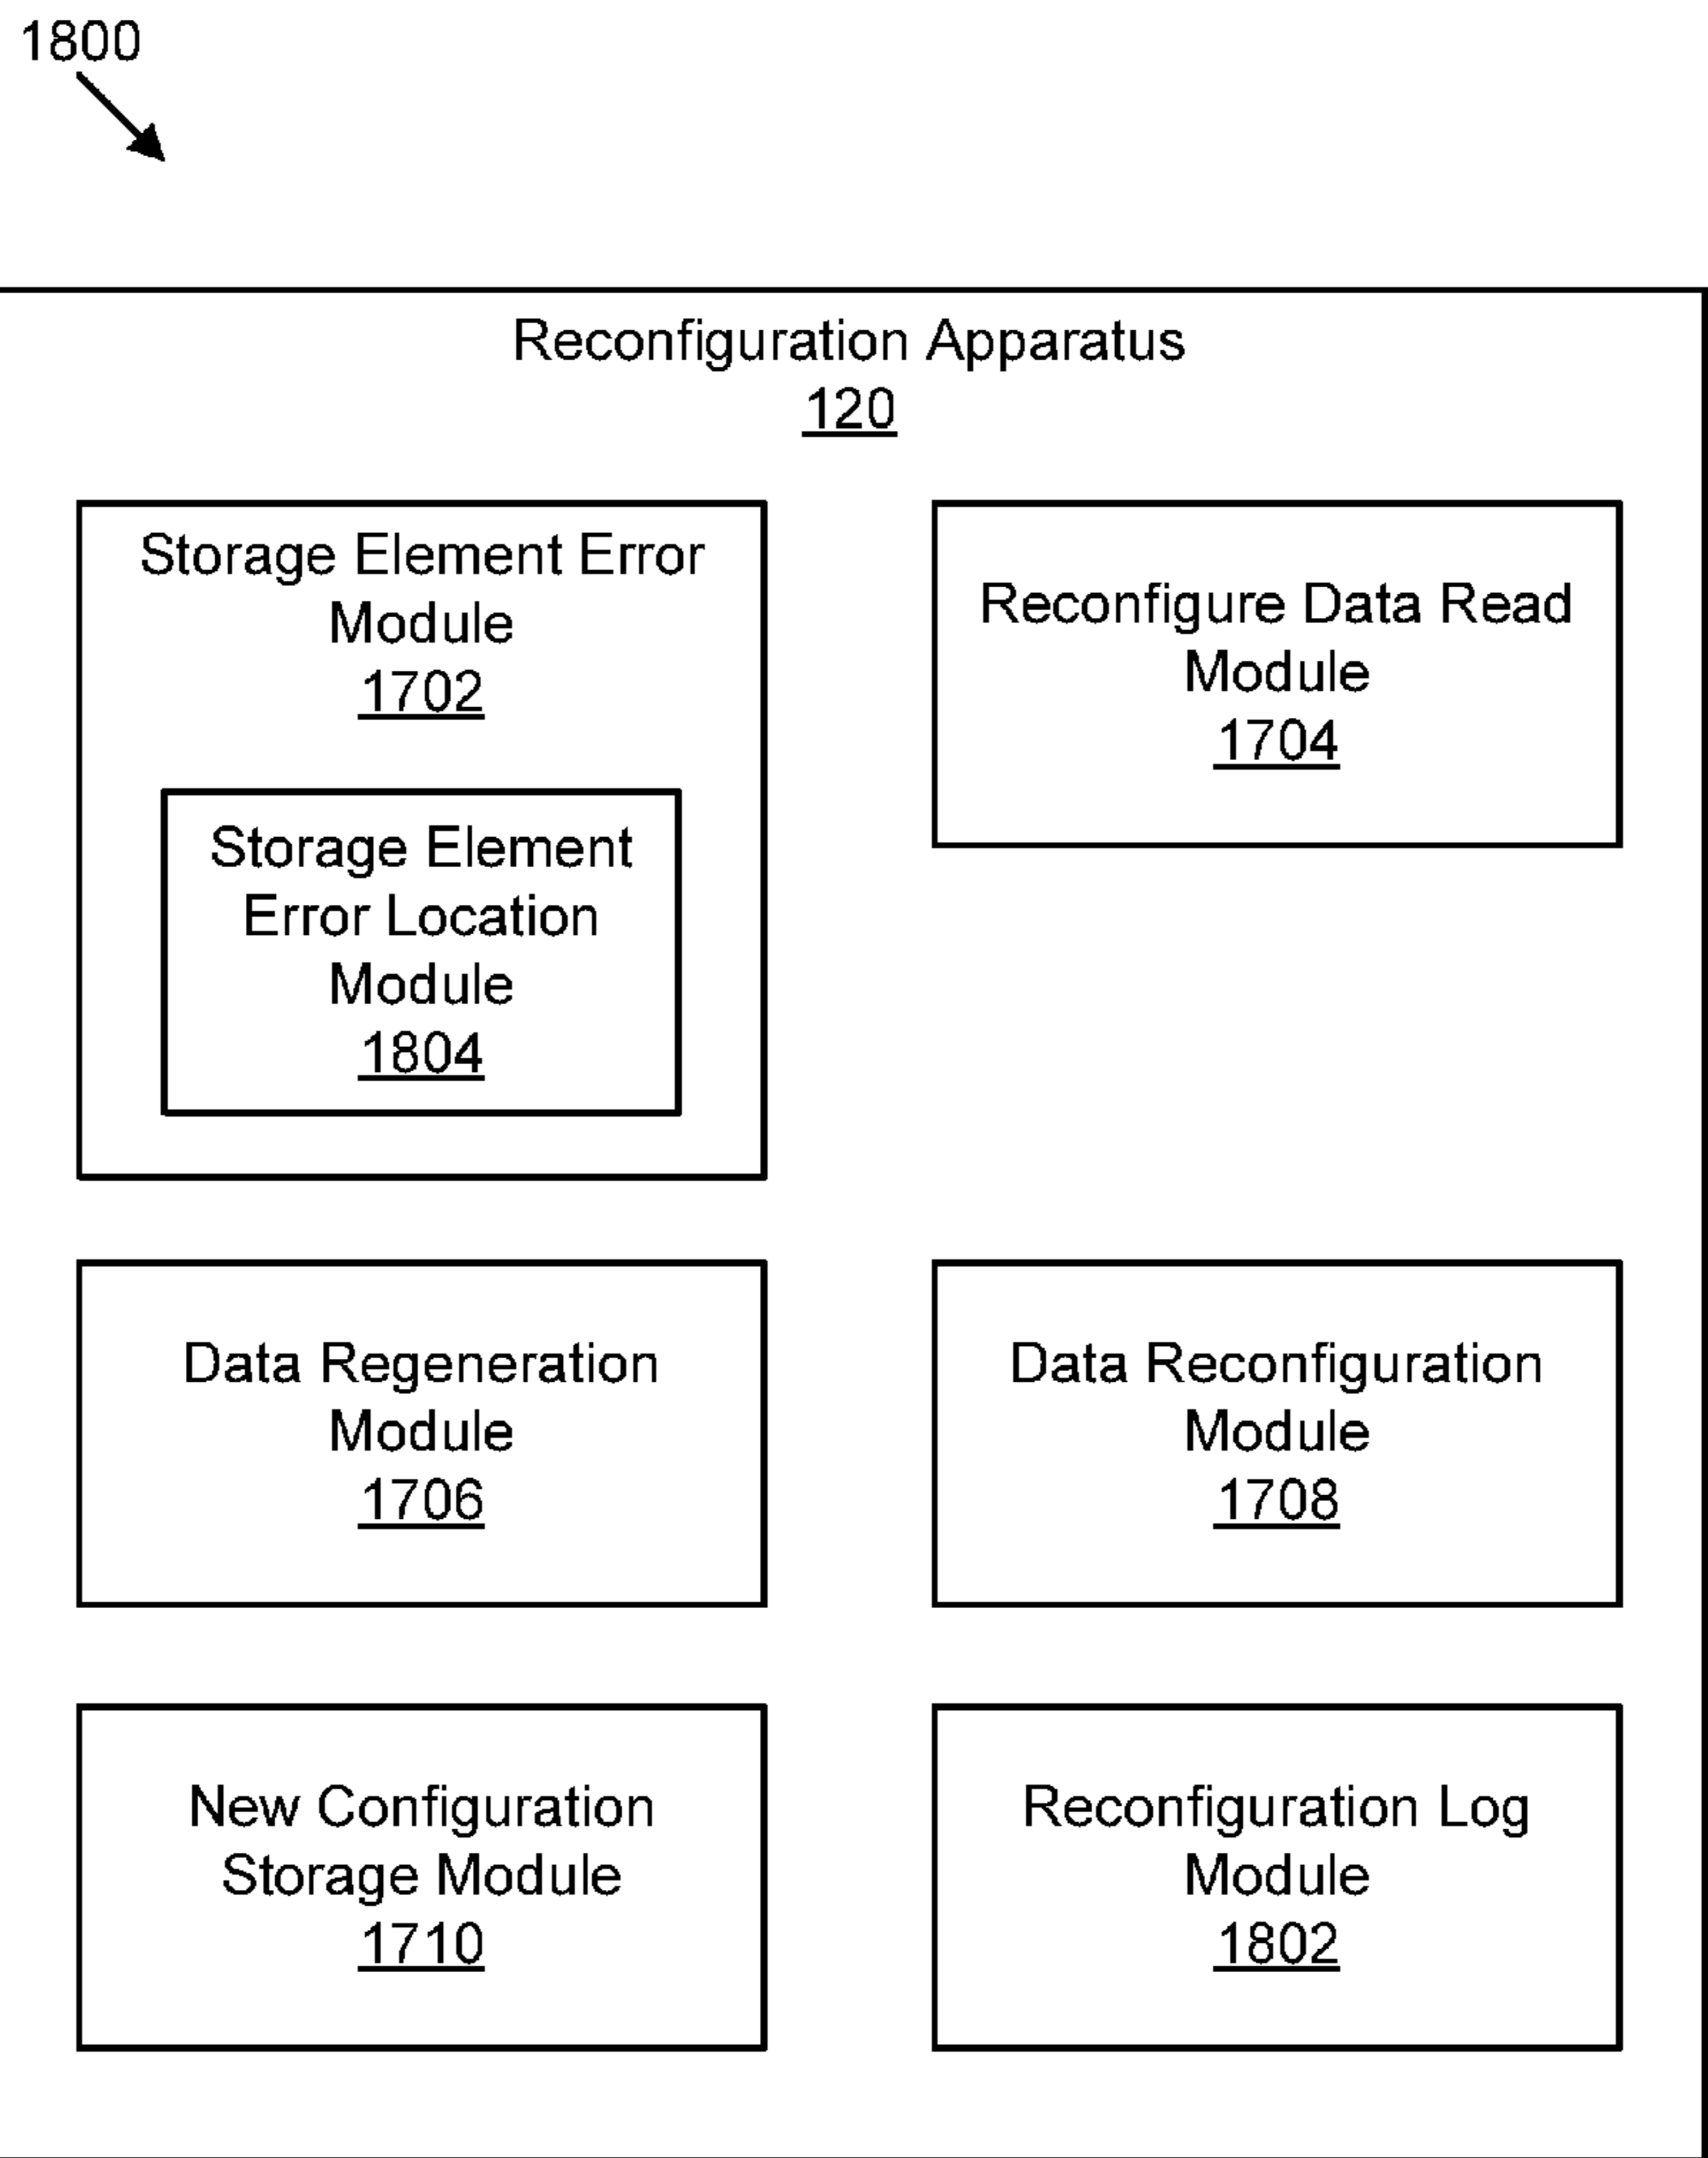 1800
Reconfiguration Apparatus
120
Storage Element Error
Module
1702
Storage Element
Error Location
Module
1804
Reconfigure Data Read
Module
1704
Data Regeneration
Module
1706
Data Reconfiguration
Module
1708
New Configuration
Storage Module
1710
Reconfiguration Log
Module
1802